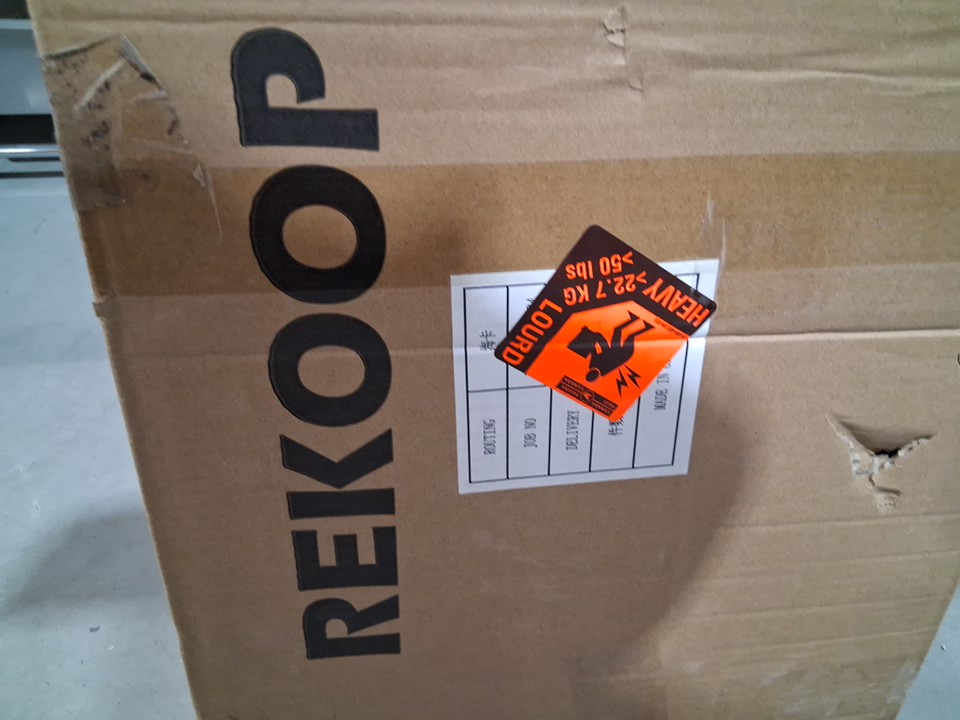 REKOOP
ROUTING
JOB NO
DELIVERY
MADE IN
HEAVY
>22.7 KG
>50 lbs
LOURD